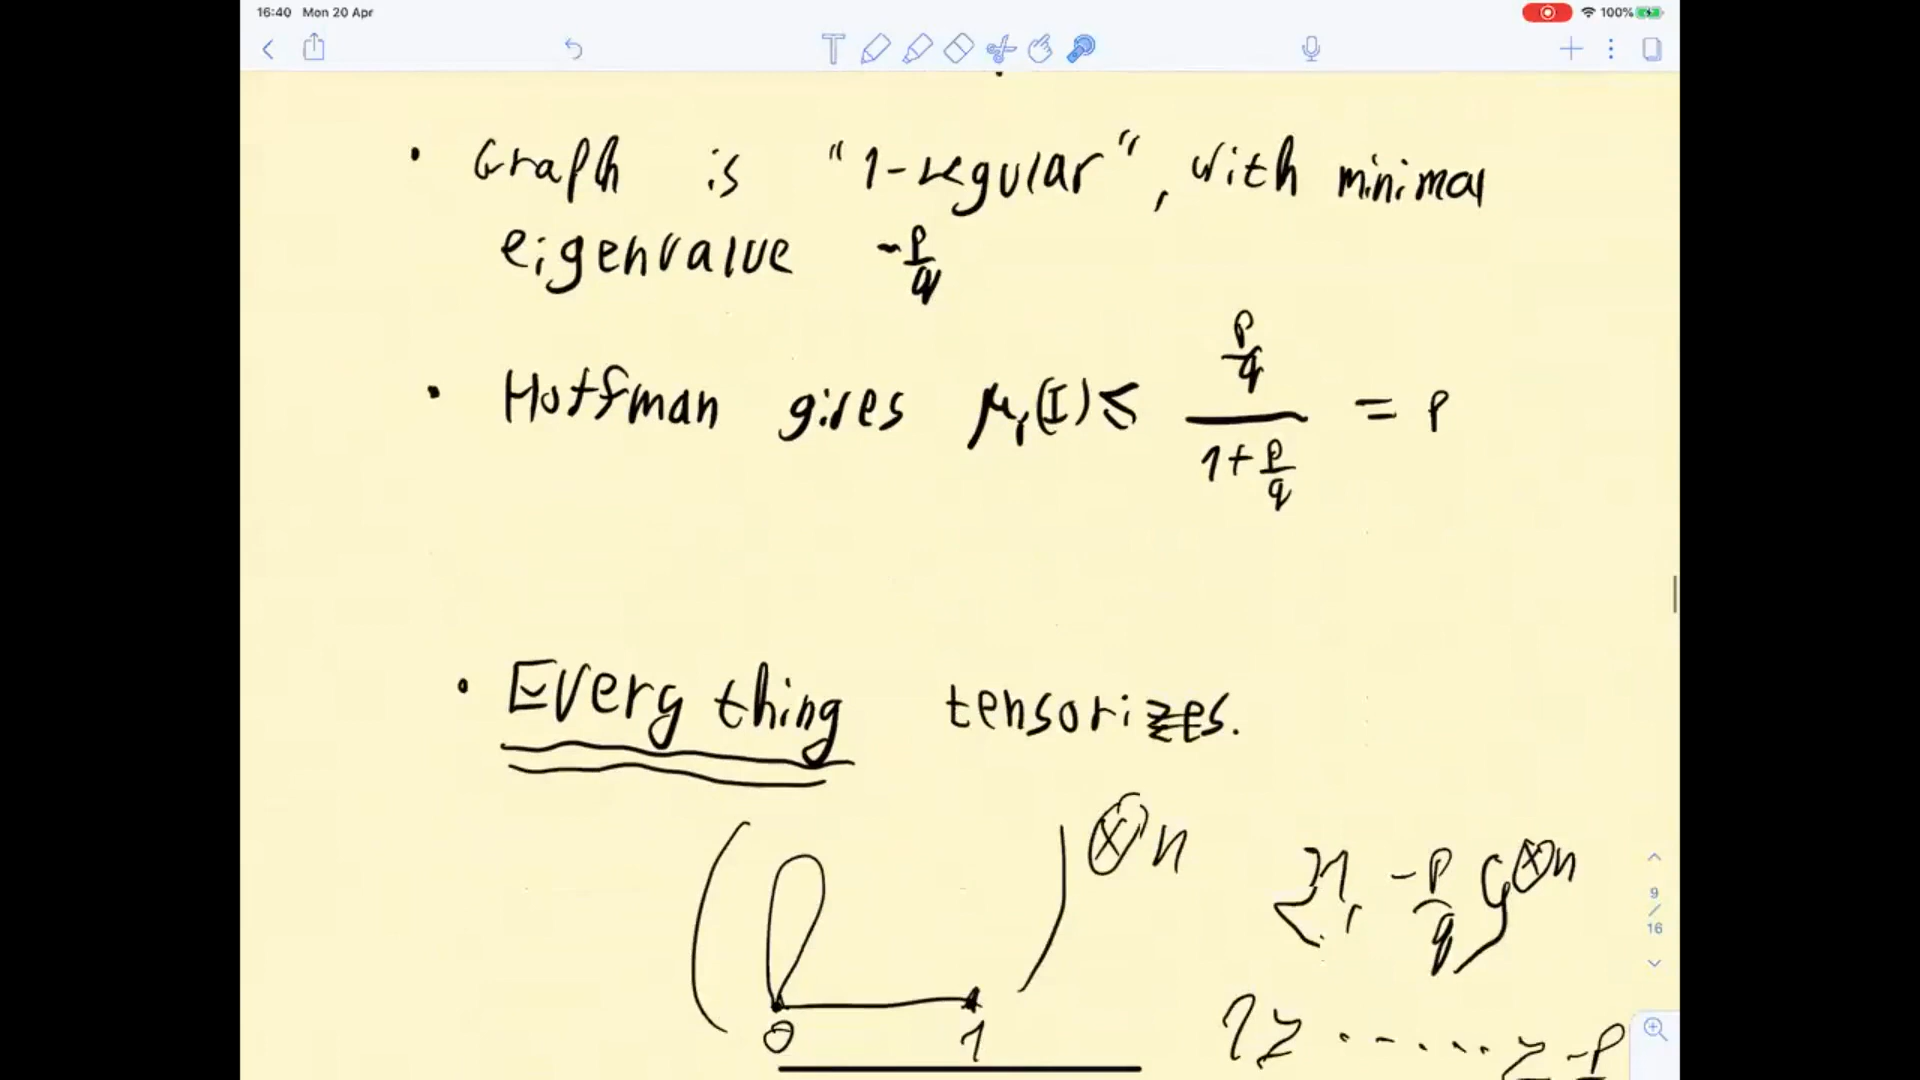 16:40 Mon 20 Apr
100%
• Graph is "1-regular", with minimal
eigenvalue -p/q
• Hoffman gives μ₁(I) ≤ (p/q)/(1+p/q) = p
• Everything tensorizes.
( )⊗n
{1, -p/q}⊗n
0 1
1 ≥ ...... ≥ -p
9
/
16